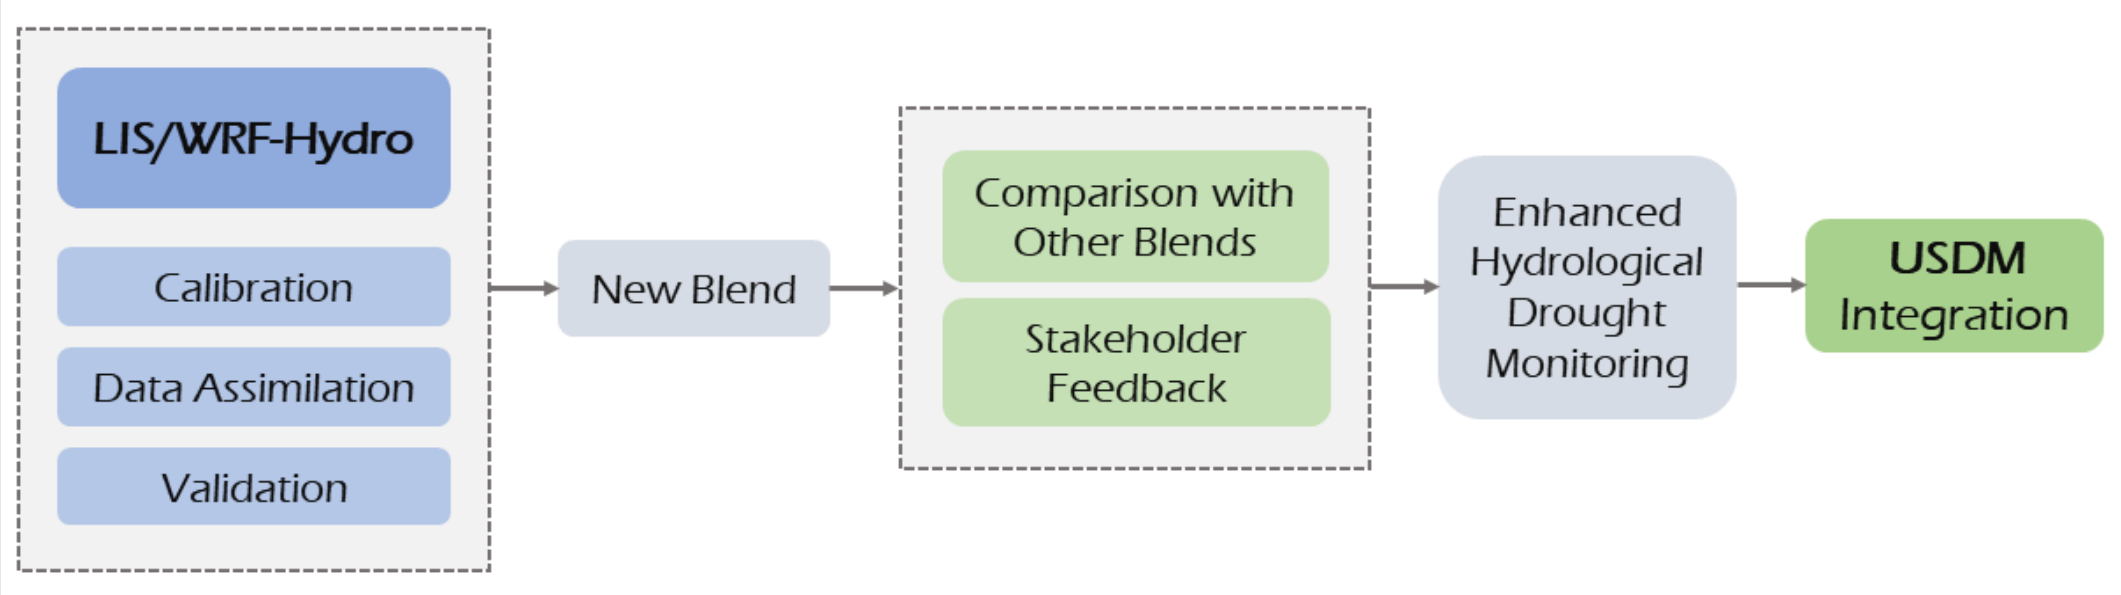 LIS/WRF-Hydro
Calibration
Data Assimilation
Validation
New Blend
Comparison with
Other Blends
Stakeholder
Feedback
Enhanced
Hydrological
Drought
Monitoring
USDM
Integration